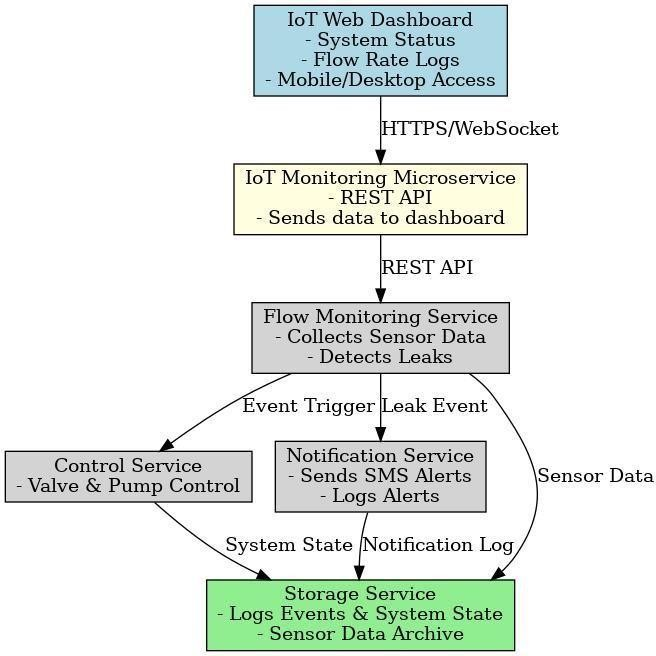 IoT Web Dashboard
- System Status
- Flow Rate Logs
- Mobile/Desktop Access
HTTPS/WebSocket
IoT Monitoring Microservice
- REST API
- Sends data to dashboard
REST API
Flow Monitoring Service
- Collects Sensor Data
- Detects Leaks
Event Trigger
Leak Event
Control Service
- Valve & Pump Control
Notification Service
- Sends SMS Alerts
- Logs Alerts
Sensor Data
System State
Notification Log
Storage Service
- Logs Events & System State
- Sensor Data Archive